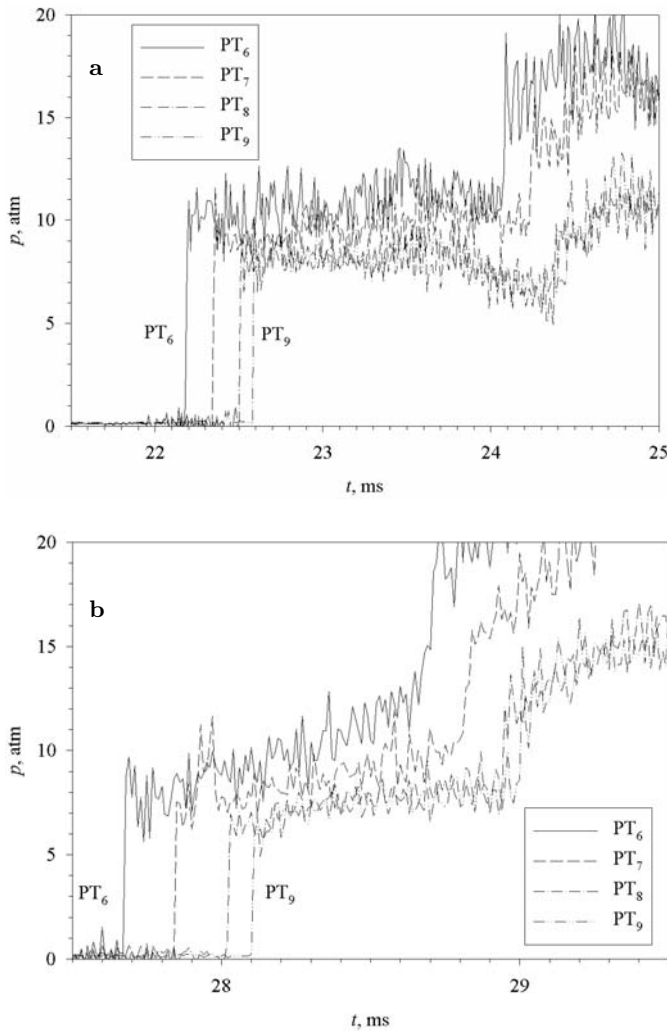 20
a
PT₆
PT₇
PT₈
PT₉
15
p, atm
10
5
PT₆ PT₉
0
22 23 24 25
t, ms
20
b
15
p, atm
10
5
PT₆ PT₉
PT₆
PT₇
PT₈
PT₉
0
28 29
t, ms